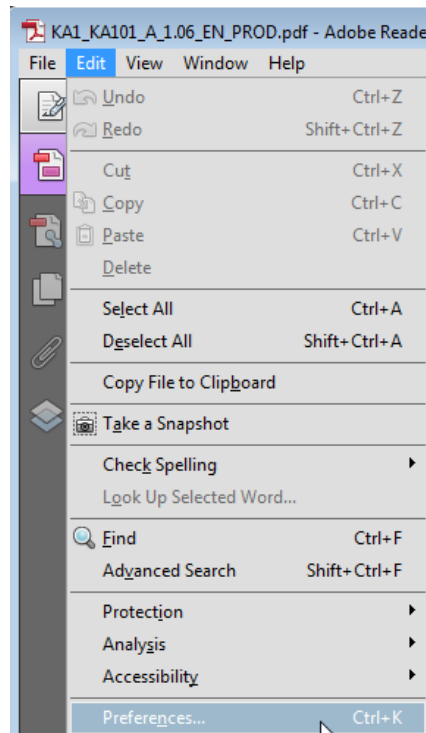 KA1_KA101_A_1.06_EN_PROD.pdf - Adobe Reade
File Edit View Window Help
Undo Ctrl+Z
Redo Shift+Ctrl+Z
Cut Ctrl+X
Copy Ctrl+C
Paste Ctrl+V
Delete
Select All Ctrl+A
Deselect All Shift+Ctrl+A
Copy File to Clipboard
Take a Snapshot
Check Spelling
Look Up Selected Word...
Find Ctrl+F
Advanced Search Shift+Ctrl+F
Protection
Analysis
Accessibility
Preferences... Ctrl+K